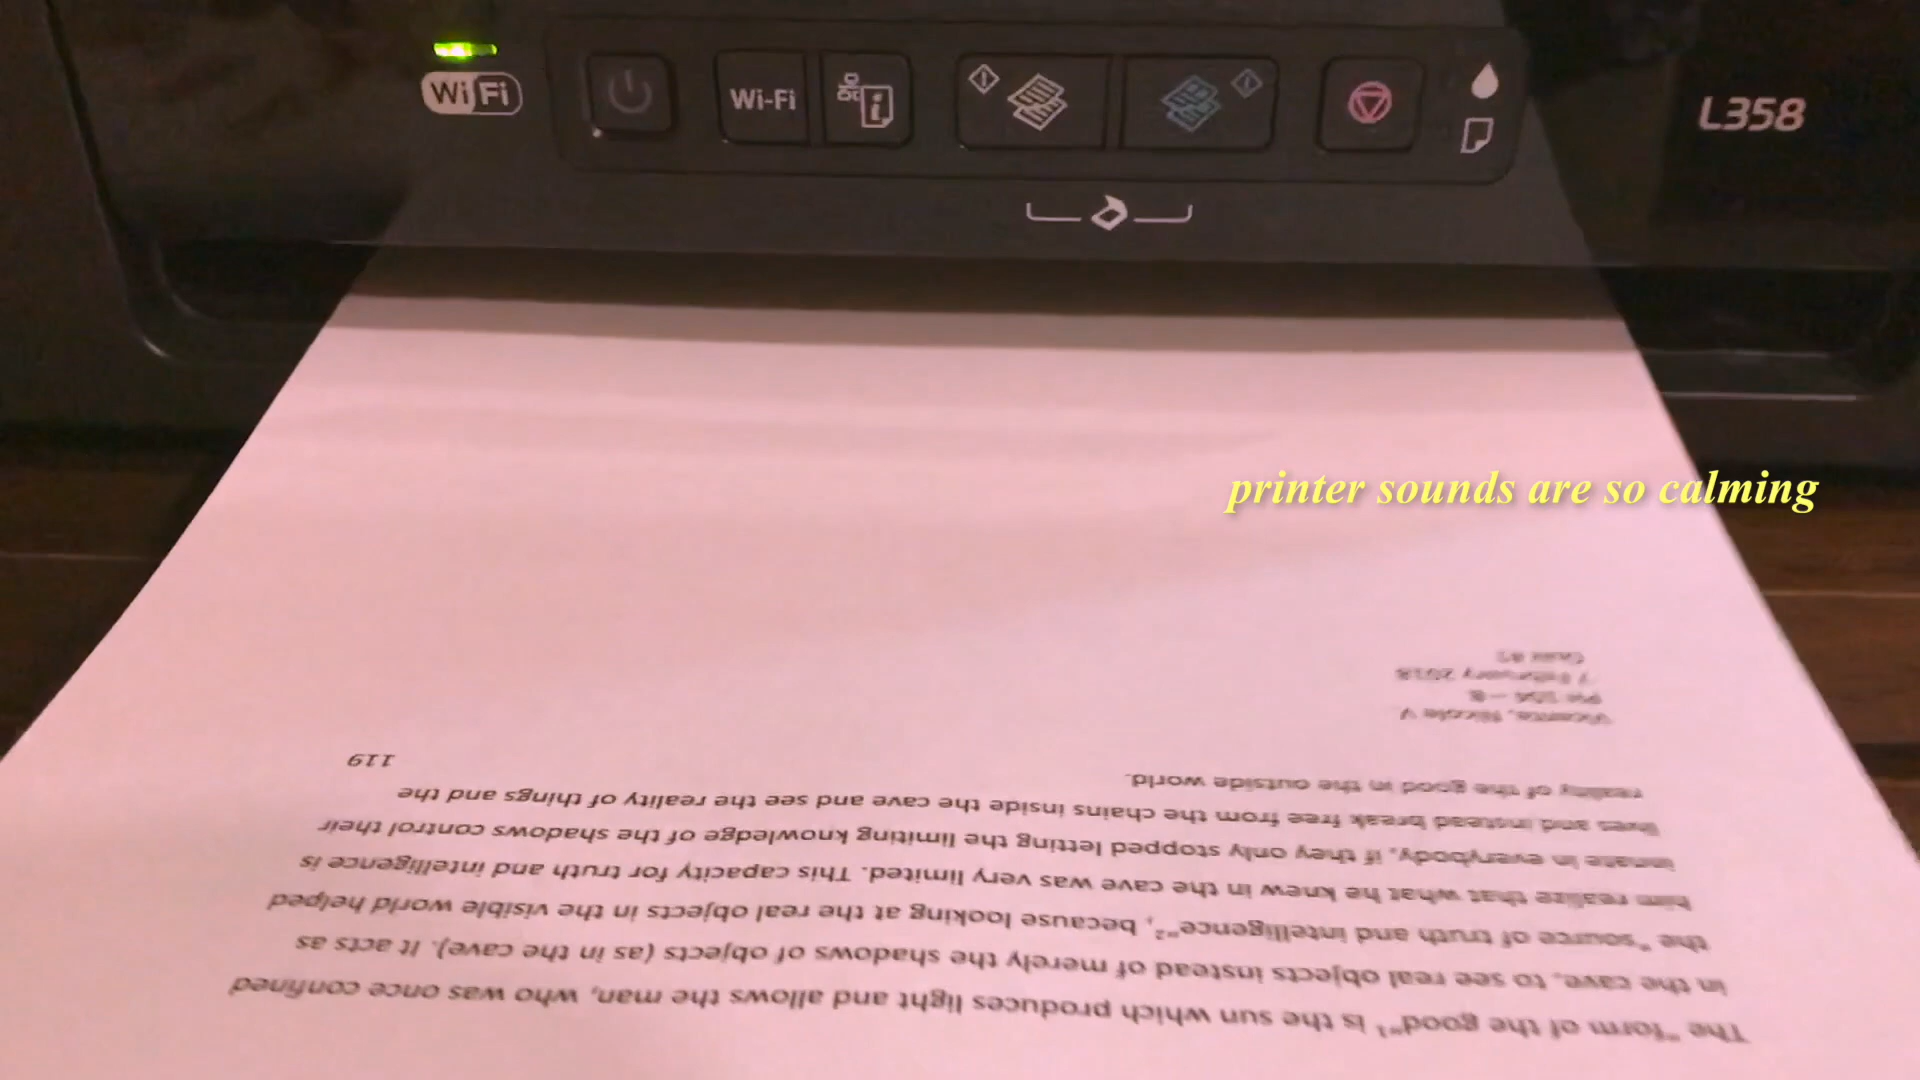 WiFi
Wi-Fi
L358
printer sounds are so calming
The "form of the good"¹ is the sun which produces light and allows the man, who was once confined
in the cave, to see real objects instead of merely the shadows of objects (as in the cave). It acts as
the "source "of truth and intelligence"², because looking at the real objects in the visible world helped
him realize that what he knew in the cave was very limited. This capacity for truth and intelligence is
innate in everybody, if they only stopped letting the limiting knowledge of the shadows control their
lives and instead break free from the chains inside the cave and see the reality of things and the
reality of the good in the outside world.
119
Nicole V
7 February 2018